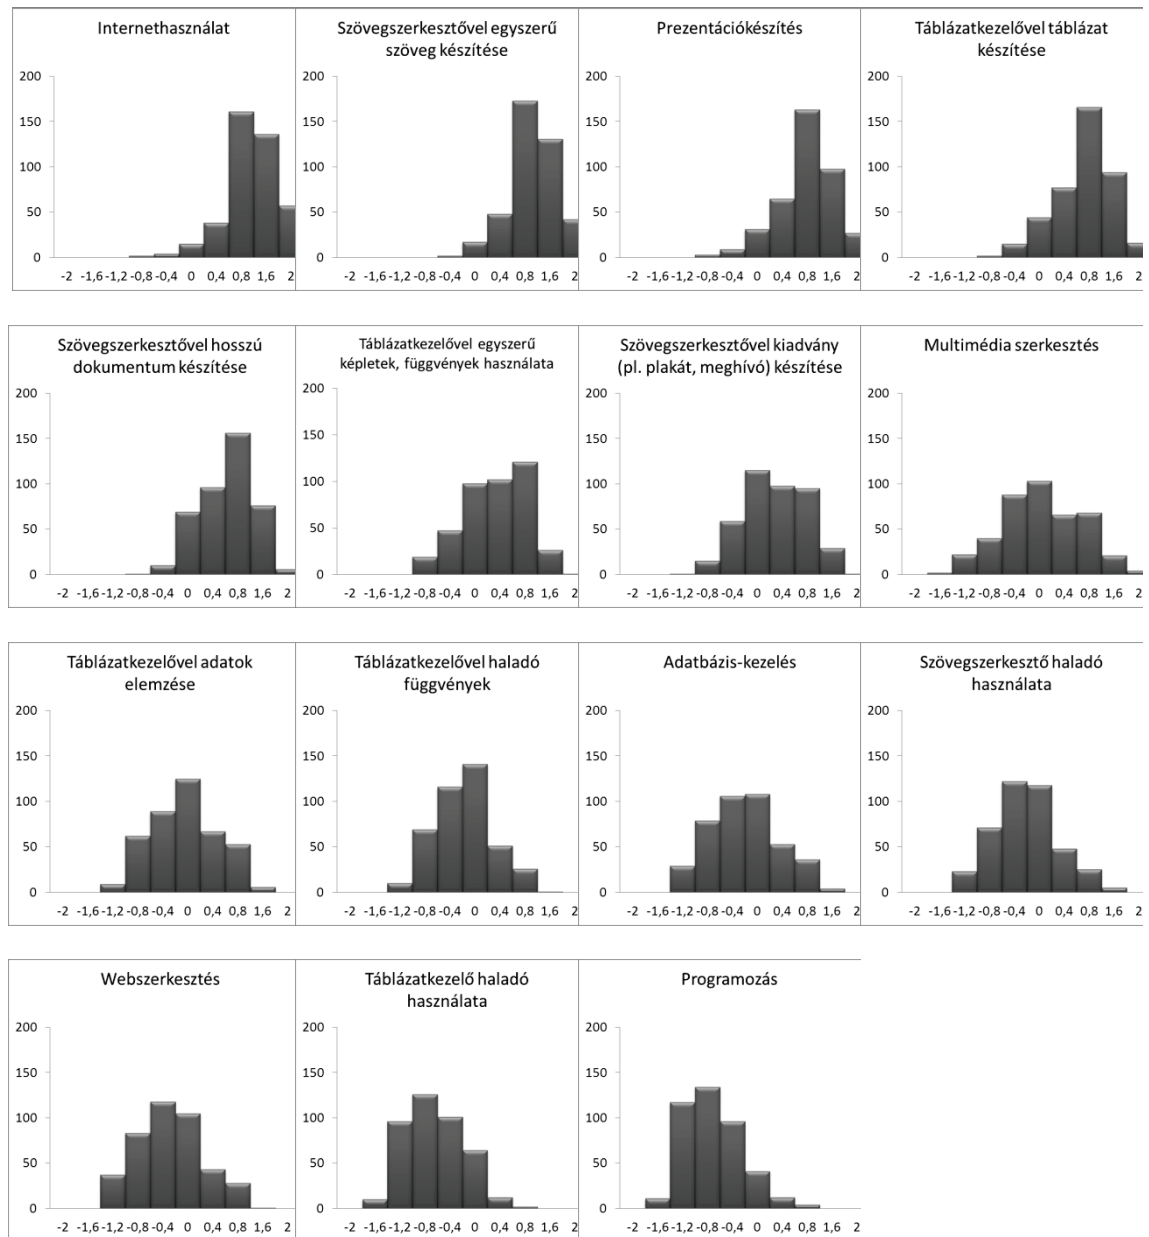 Internethasználat
200
150
100
50
0
-2 -1,6 -1,2 -0,8 -0,4 0 0,4 0,8 1,6 2
Szövegszerkesztővel egyszerű
szöveg készítése
200
150
100
50
0
-2 -1,6 -1,2 -0,8 -0,4 0 0,4 0,8 1,6 2
Prezentációkészítés
200
150
100
50
0
-2 -1,6 -1,2 -0,8 -0,4 0 0,4 0,8 1,6 2
Táblázatkezelővel táblázat
készítése
200
150
100
50
0
-2 -1,6 -1,2 -0,8 -0,4 0 0,4 0,8 1,6 2
Szövegszerkesztővel hosszú
dokumentum készítése
200
150
100
50
0
-2 -1,6 -1,2 -0,8 -0,4 0 0,4 0,8 1,6 2
Táblázatkezelővel egyszerű
képletek, függvények használata
200
150
100
50
0
-2 -1,6 -1,2 -0,8 -0,4 0 0,4 0,8 1,6 2
Szövegszerkesztővel kiadvány
(pl. plakát, meghívó) készítése
200
150
100
50
0
-2 -1,6 -1,2 -0,8 -0,4 0 0,4 0,8 1,6 2
Multimédia szerkesztés
200
150
100
50
0
-2 -1,6 -1,2 -0,8 -0,4 0 0,4 0,8 1,6 2
Táblázatkezelővel adatok
elemzése
200
150
100
50
0
-2 -1,6 -1,2 -0,8 -0,4 0 0,4 0,8 1,6 2
Táblázatkezelővel haladó
függvények
200
150
100
50
0
-2 -1,6 -1,2 -0,8 -0,4 0 0,4 0,8 1,6 2
Adatbázis-kezelés
200
150
100
50
0
-2 -1,6 -1,2 -0,8 -0,4 0 0,4 0,8 1,6 2
Szövegszerkesztő haladó
használata
200
150
100
50
0
-2 -1,6 -1,2 -0,8 -0,4 0 0,4 0,8 1,6 2
Webszerkesztés
200
150
100
50
0
-2 -1,6 -1,2 -0,8 -0,4 0 0,4 0,8 1,6 2
Táblázatkezelő haladó
használata
200
150
100
50
0
-2 -1,6 -1,2 -0,8 -0,4 0 0,4 0,8 1,6 2
Programozás
200
150
100
50
0
-2 -1,6 -1,2 -0,8 -0,4 0 0,4 0,8 1,6 2